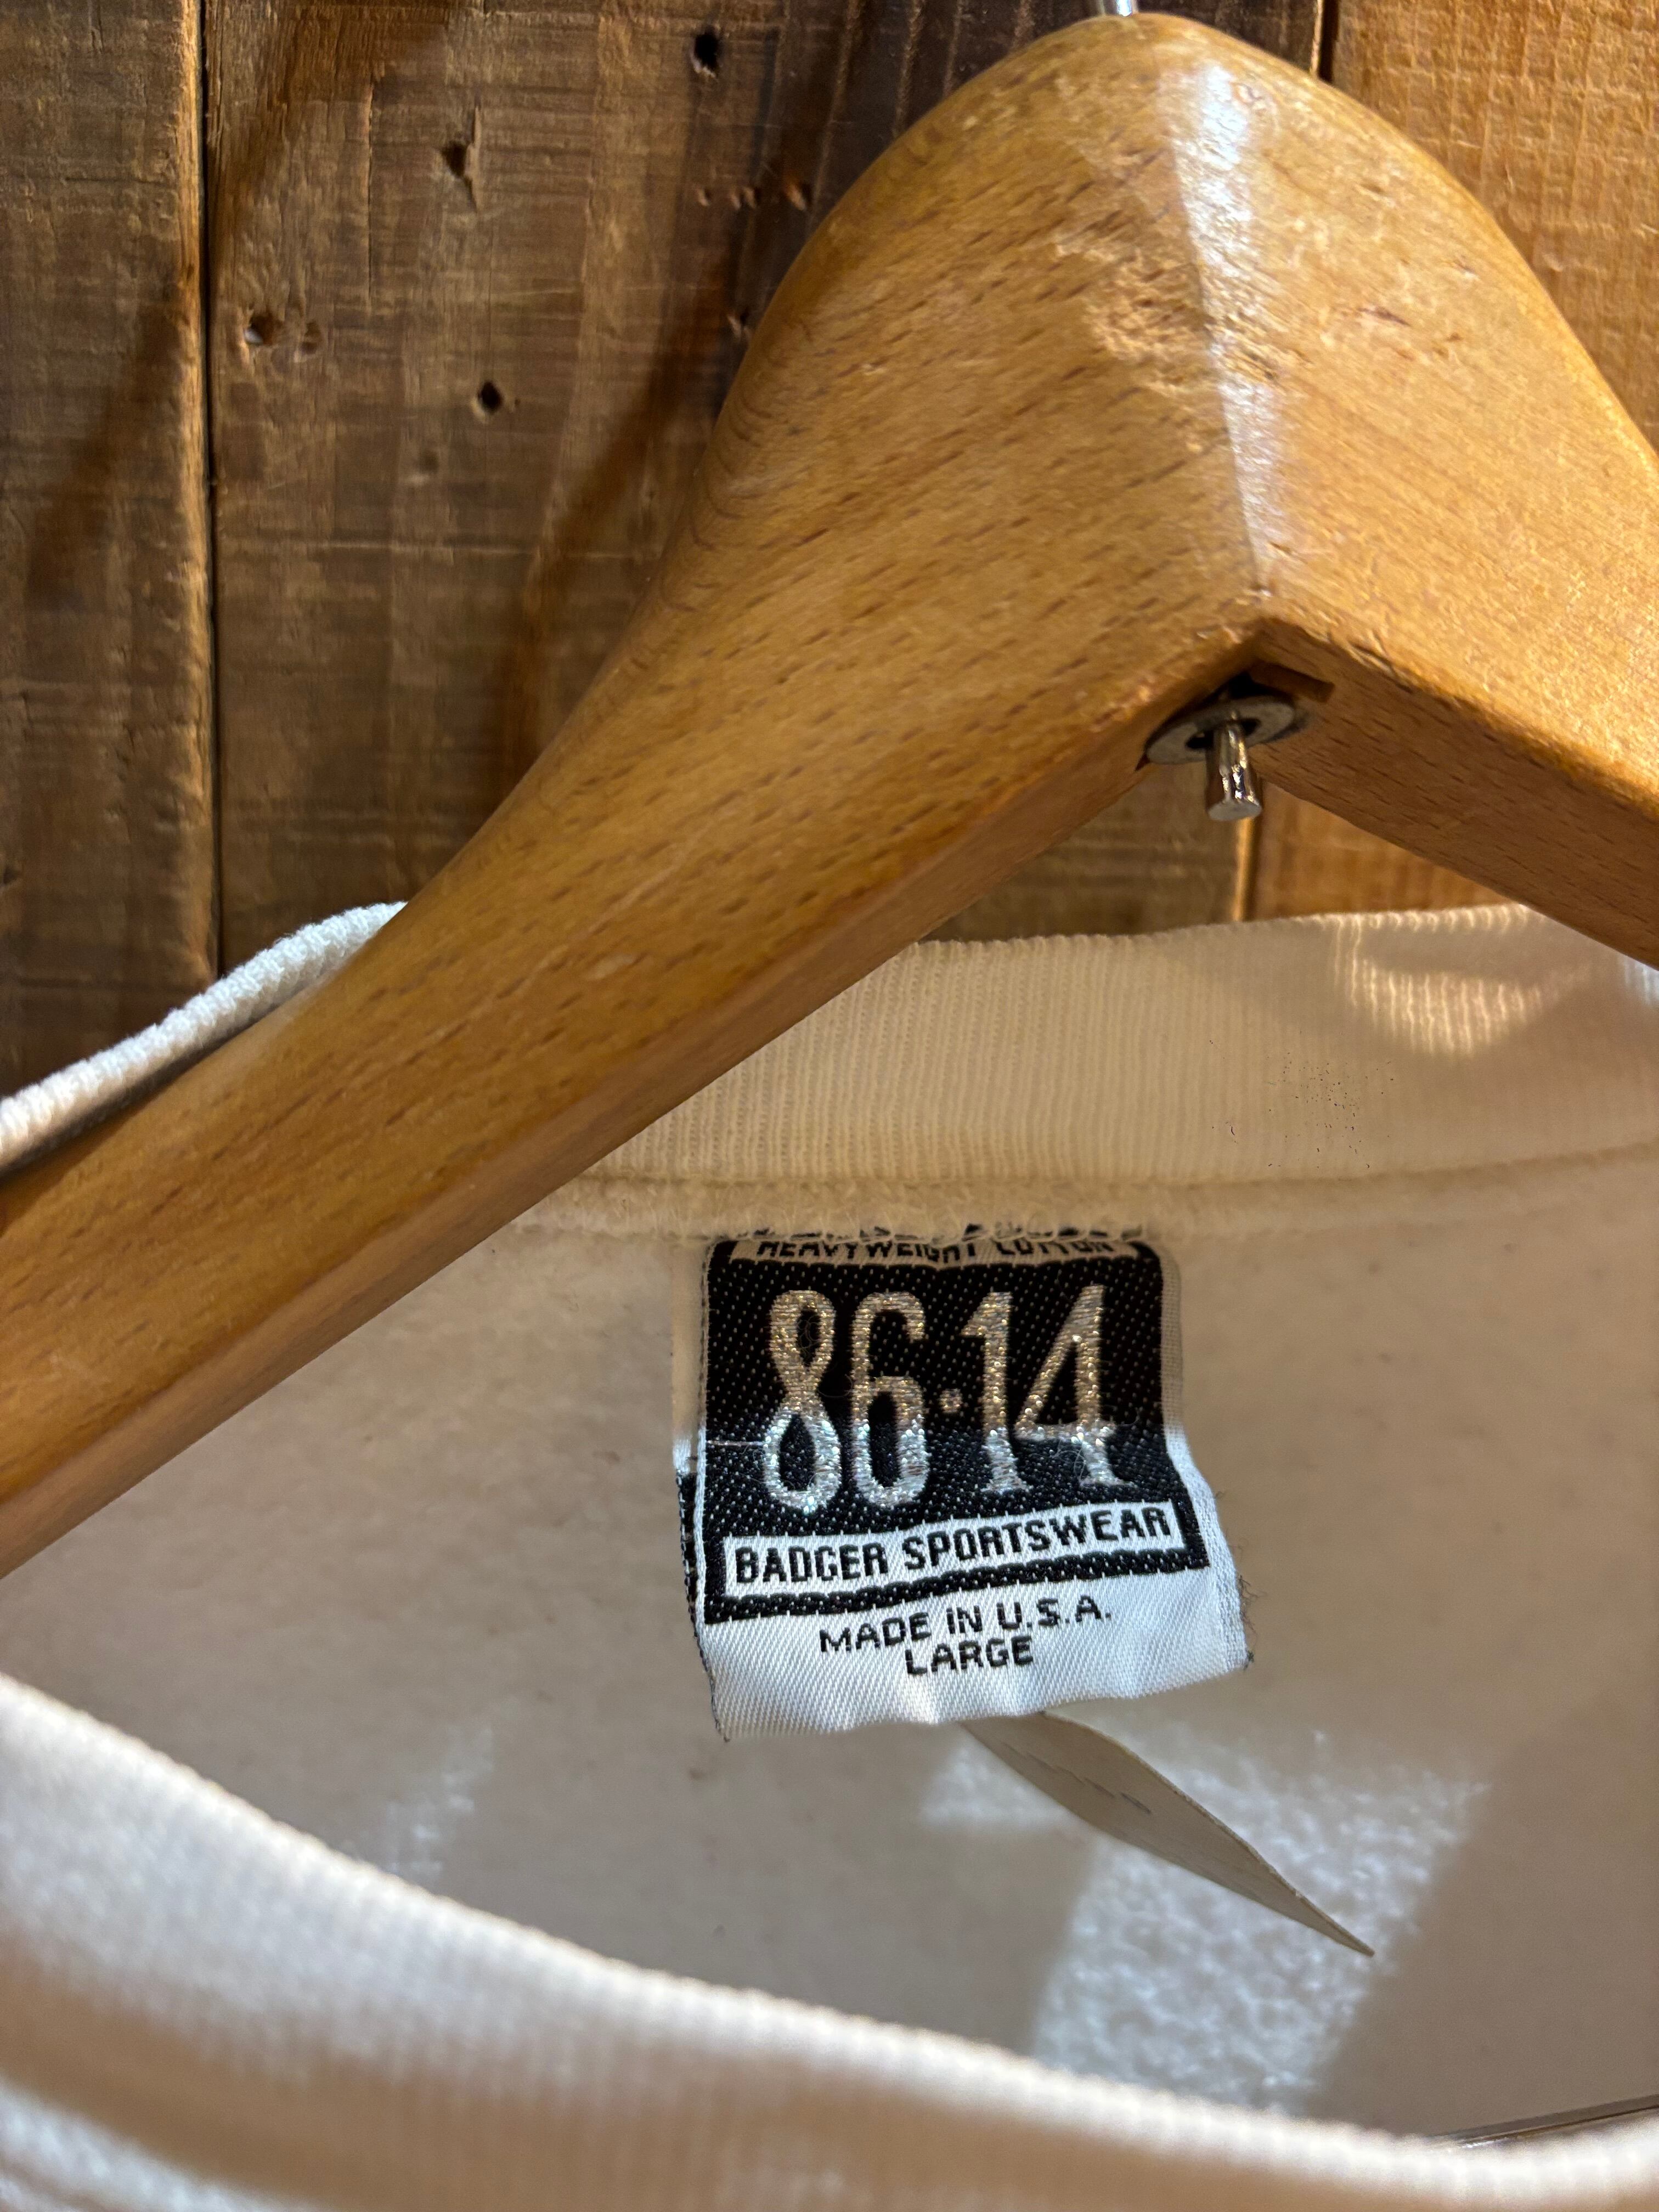 HEAVYWEIGHT COTTON
86·14
BADGER SPORTSWEAR
MADE IN U.S.A.
LARGE